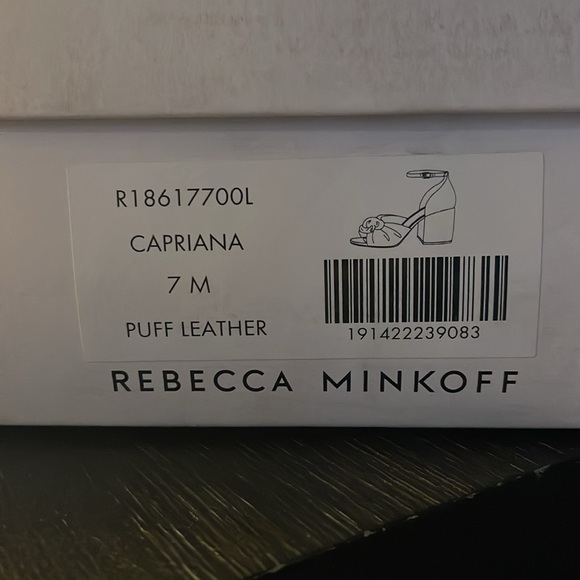 R18617700L
CAPRIANA
7 M
PUFF LEATHER
191422239083
REBECCA MINKOFF